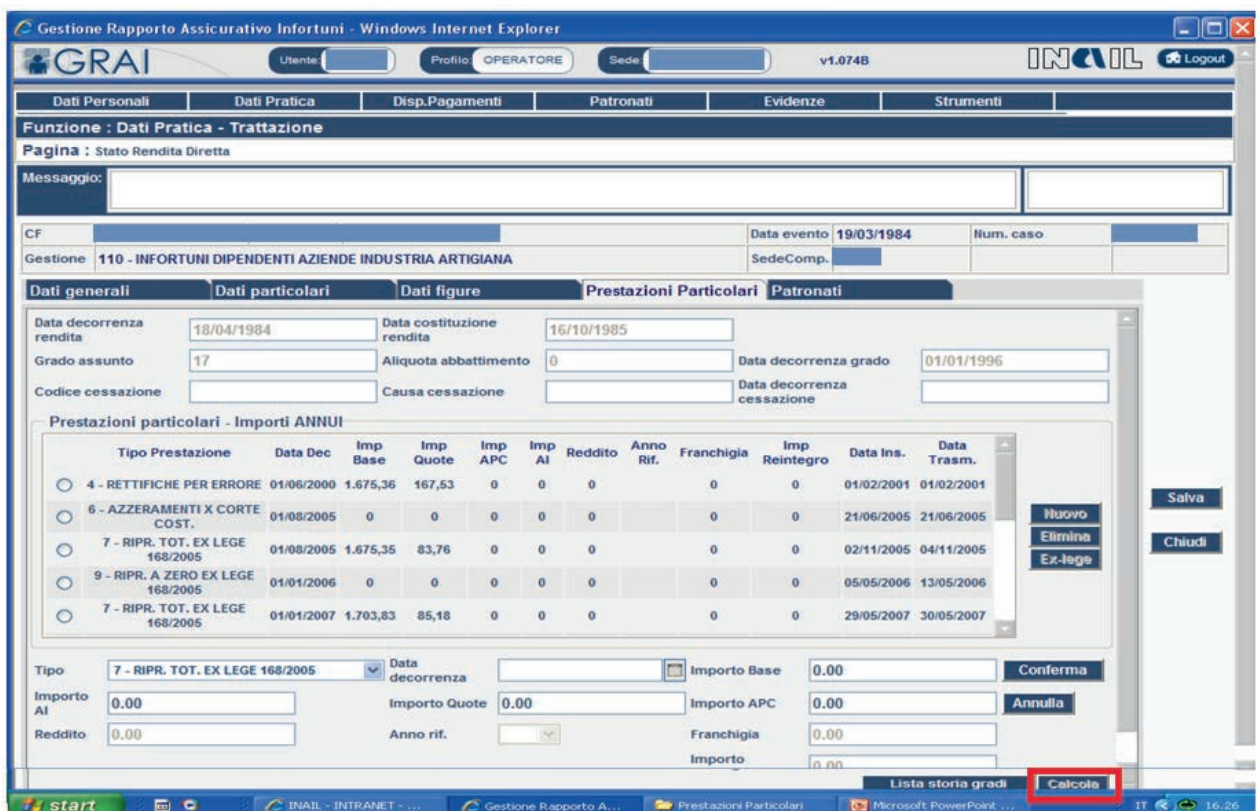 Gestione Rapporto Assicurativo Infortuni - Windows Internet Explorer
GRAI Utente: Profilo: OPERATORE Sede: v1.074B INAIL Logout
Dati Personali Dati Pratica Disp.Pagamenti Patronati Evidenze Strumenti
Funzione : Dati Pratica - Trattazione
Pagina : Stato Rendita Diretta
Messaggio:
CF Data evento 19/03/1984 Num. caso
Gestione 110 - INFORTUNI DIPENDENTI AZIENDE INDUSTRIA ARTIGIANA SedeComp.
Dati generali Dati particolari Dati figure Prestazioni Particolari Patronati
Data decorrenza rendita 18/04/1984 Data costituzione rendita 16/10/1985
Grado assunto 17 Aliquota abbattimento 0 Data decorrenza grado 01/01/1996
Codice cessazione Causa cessazione Data decorrenza cessazione
Prestazioni particolari - Importi ANNUI
Tipo Prestazione Data Dec Imp Base Imp Quote Imp APC Imp AI Reddito Anno Rif. Franchigia Imp Reintegro Data Ins. Data Trasm.
4 - RETTIFICHE PER ERRORE 01/06/2000 1.675,36 167,53 0 0 0 0 0 01/02/2001 01/02/2001
6 - AZZERAMENTI X CORTE COST. 01/08/2005 0 0 0 0 0 0 0 21/06/2005 21/06/2005
7 - RIPR. TOT. EX LEGE 168/2005 01/08/2005 1.675,35 83,76 0 0 0 0 0 02/11/2005 04/11/2005
9 - RIPR. A ZERO EX LEGE 168/2005 01/01/2006 0 0 0 0 0 0 0 05/05/2006 13/05/2006
7 - RIPR. TOT. EX LEGE 168/2005 01/01/2007 1.703,83 85,18 0 0 0 0 0 29/05/2007 30/05/2007
Nuovo
Elimina
Ex-lege
Salva
Chiudi
Tipo 7 - RIPR. TOT. EX LEGE 168/2005 Data decorrenza Importo Base 0.00 Conferma
Importo AI 0.00 Importo Quote 0.00 Importo APC 0.00 Annulla
Reddito 0.00 Anno rif. Franchigia 0.00
Importo 0.00
Lista storia gradi Calcola
start INAIL - INTRANET - ... Gestione Rapporto A... Prestazioni Particolari Microsoft PowerPoint ... IT 16.26